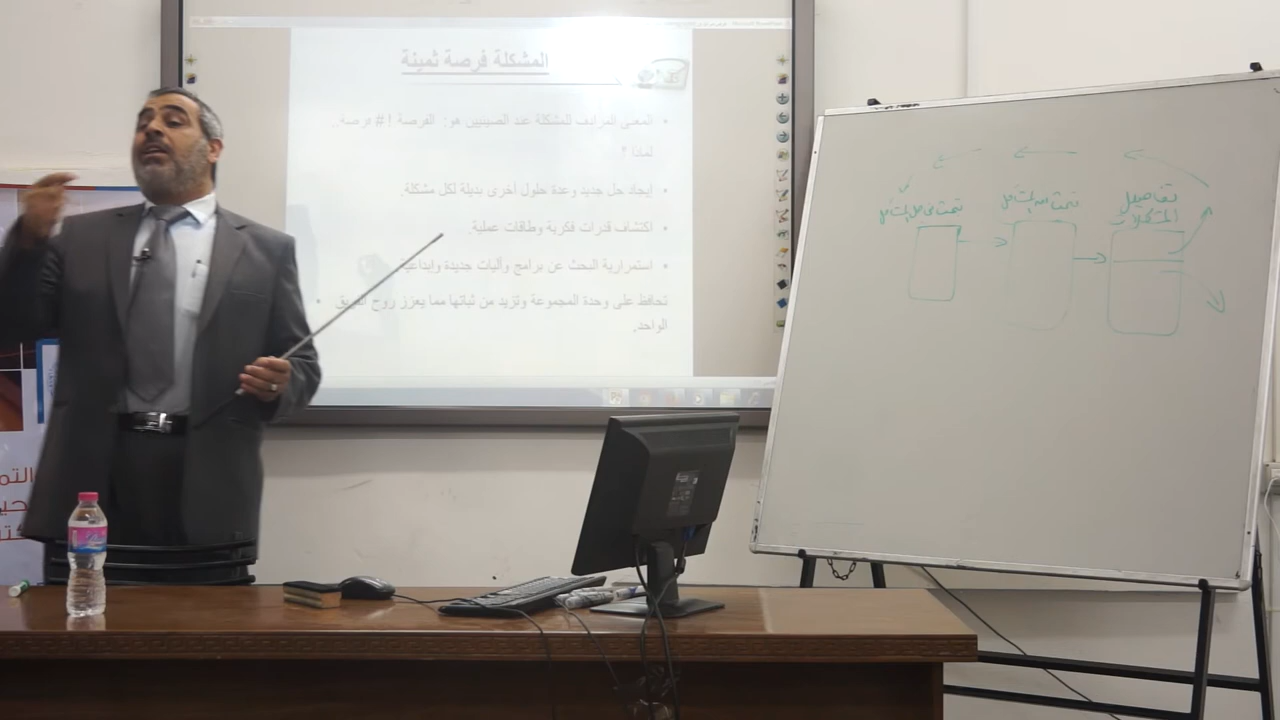 المشكلة فرصة ثمينة
• المعنى المرادف للمشكلة عند الصينيين هو: الفرصة ! # فرصة..
لماذا ؟
• إيجاد حل جديد وعدة حلول أخرى بديلة لكل مشكلة.
• اكتشاف قدرات فكرية وطاقات عملية.
• استمرارية البحث عن برامج وآليات جديدة وإبداعية.
• تحافظ على وحدة المجموعة وتزيد من ثباتها مما يعزز روح الفريق
الواحد.
تفاصيل
المشكلات